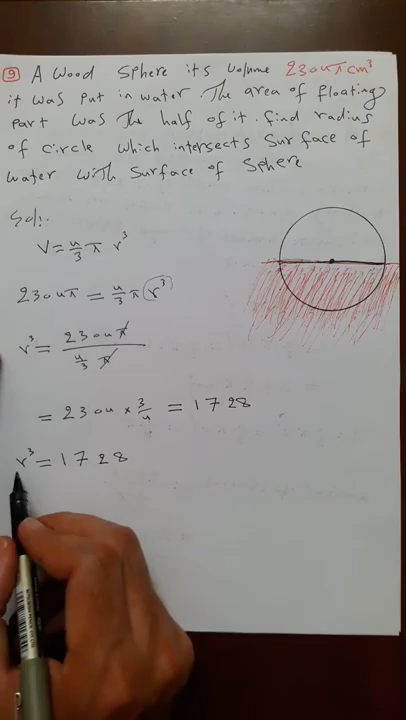 9 A wood sphere its volume 2304π cm³
it was put in water. The area of floating
part was The half of it. find radius
of circle which intersects surface of
water with surface of sphere
Sol:
V = 4/3 π r³
2304π = 4/3 π r³
r³ = 2304π / 4/3 π
= 2304 × 3/4 = 1728
r³ = 1728